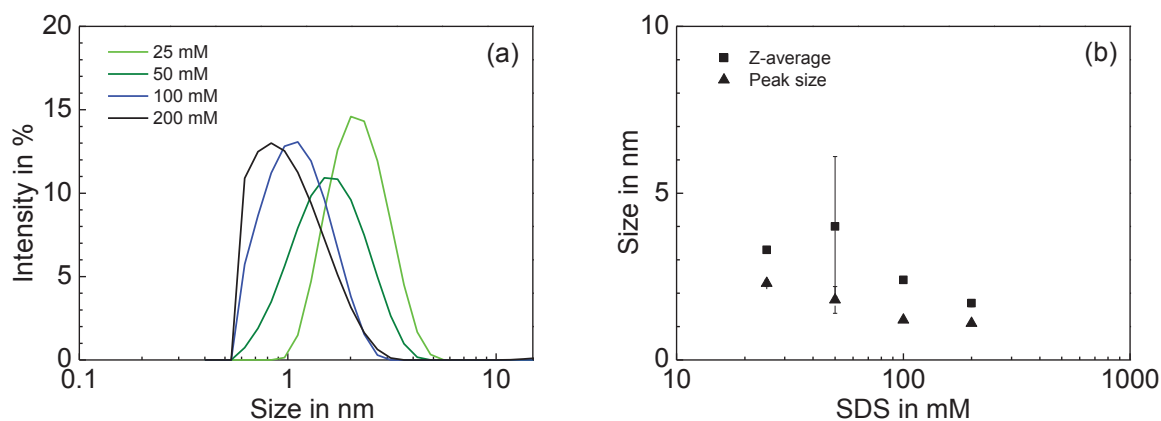 (a)
25 mM
50 mM
100 mM
200 mM
20
15
10
5
0
Intensity in %
0.1 1 10
Size in nm
(b)
Z-average
Peak size
10
5
0
Size in nm
10 100 1000
SDS in mM